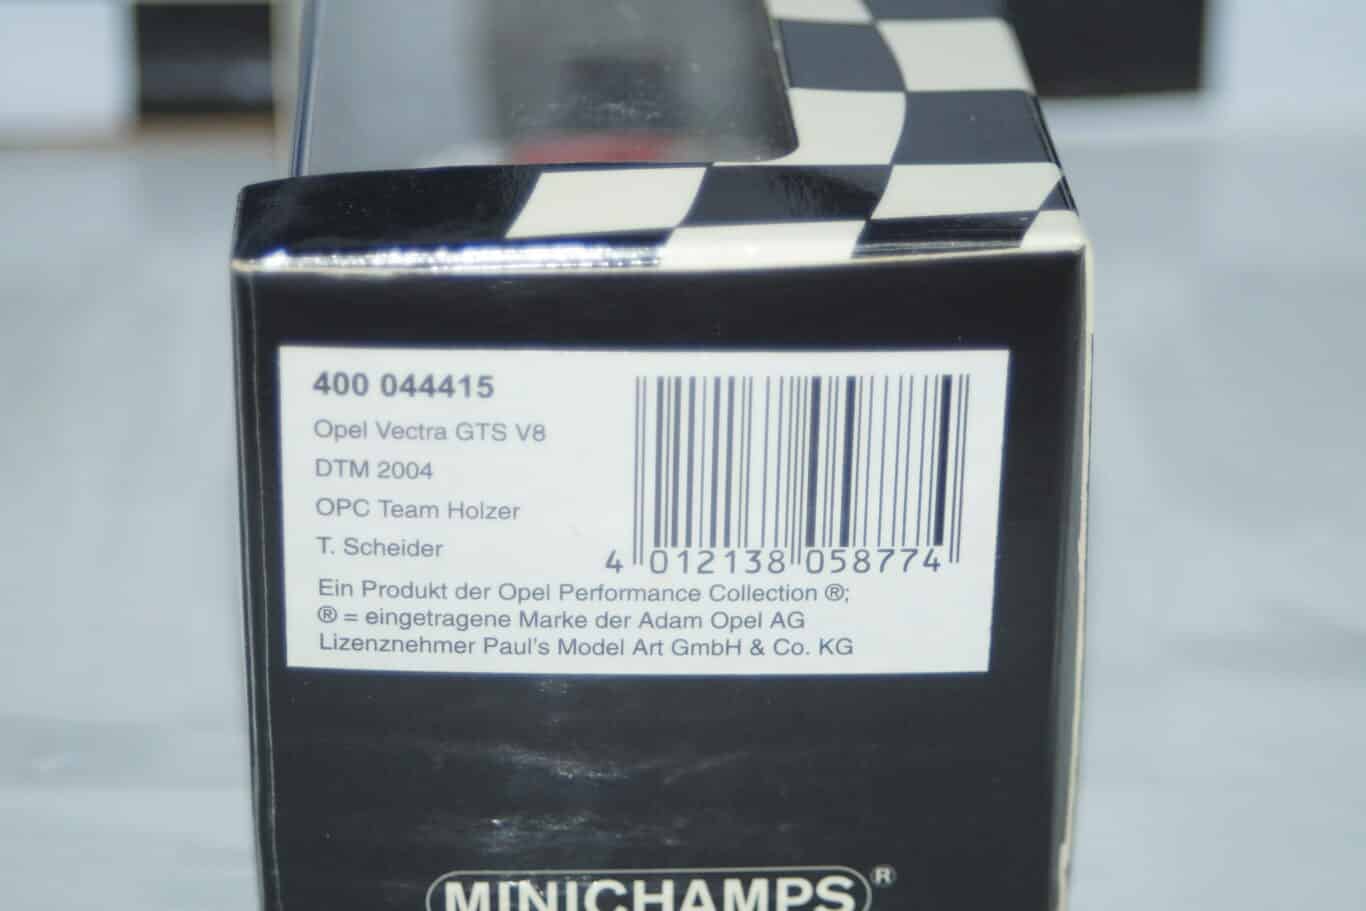 400 044415
Opel Vectra GTS V8
DTM 2004
OPC Team Holzer
T. Scheider
4 012138 058774
Ein Produkt der Opel Performance Collection ®;
® = eingetragene Marke der Adam Opel AG
Lizenznehmer Paul's Model Art GmbH & Co. KG
MINICHAMPS®